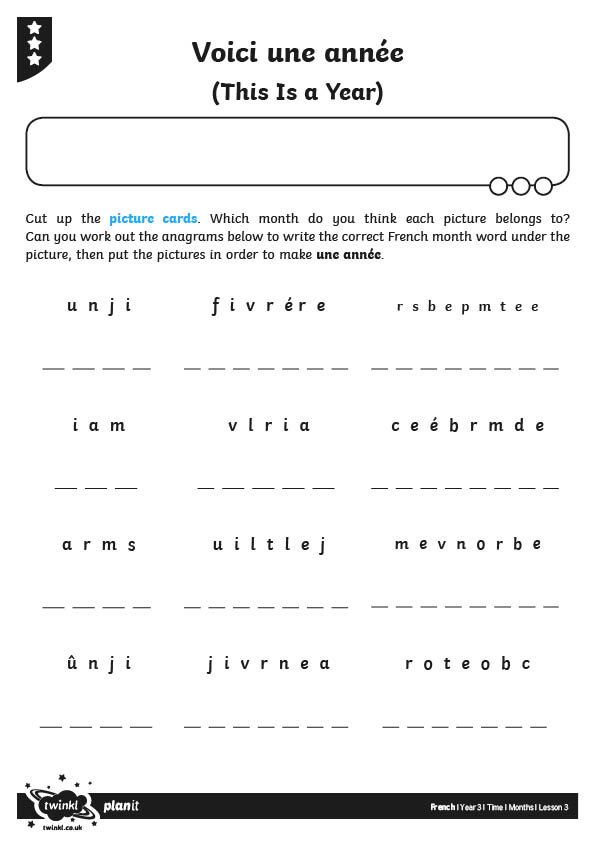 Voici une année
(This Is a Year)
Cut up the picture cards. Which month do you think each picture belongs to?
Can you work out the anagrams below to write the correct French month word under the
picture, then put the pictures in order to make une année.
u n j i
f i v r é r e
r s b e p m t e e
i a m
v l r i a
c e é b r m d e
a r m s
u i l t l e j
m e v n o r b e
û n j i
j i v r n e a
r o t e o b c
twinkl planit
twinkl.co.uk
French | Year 3 | Time | Months | Lesson 3